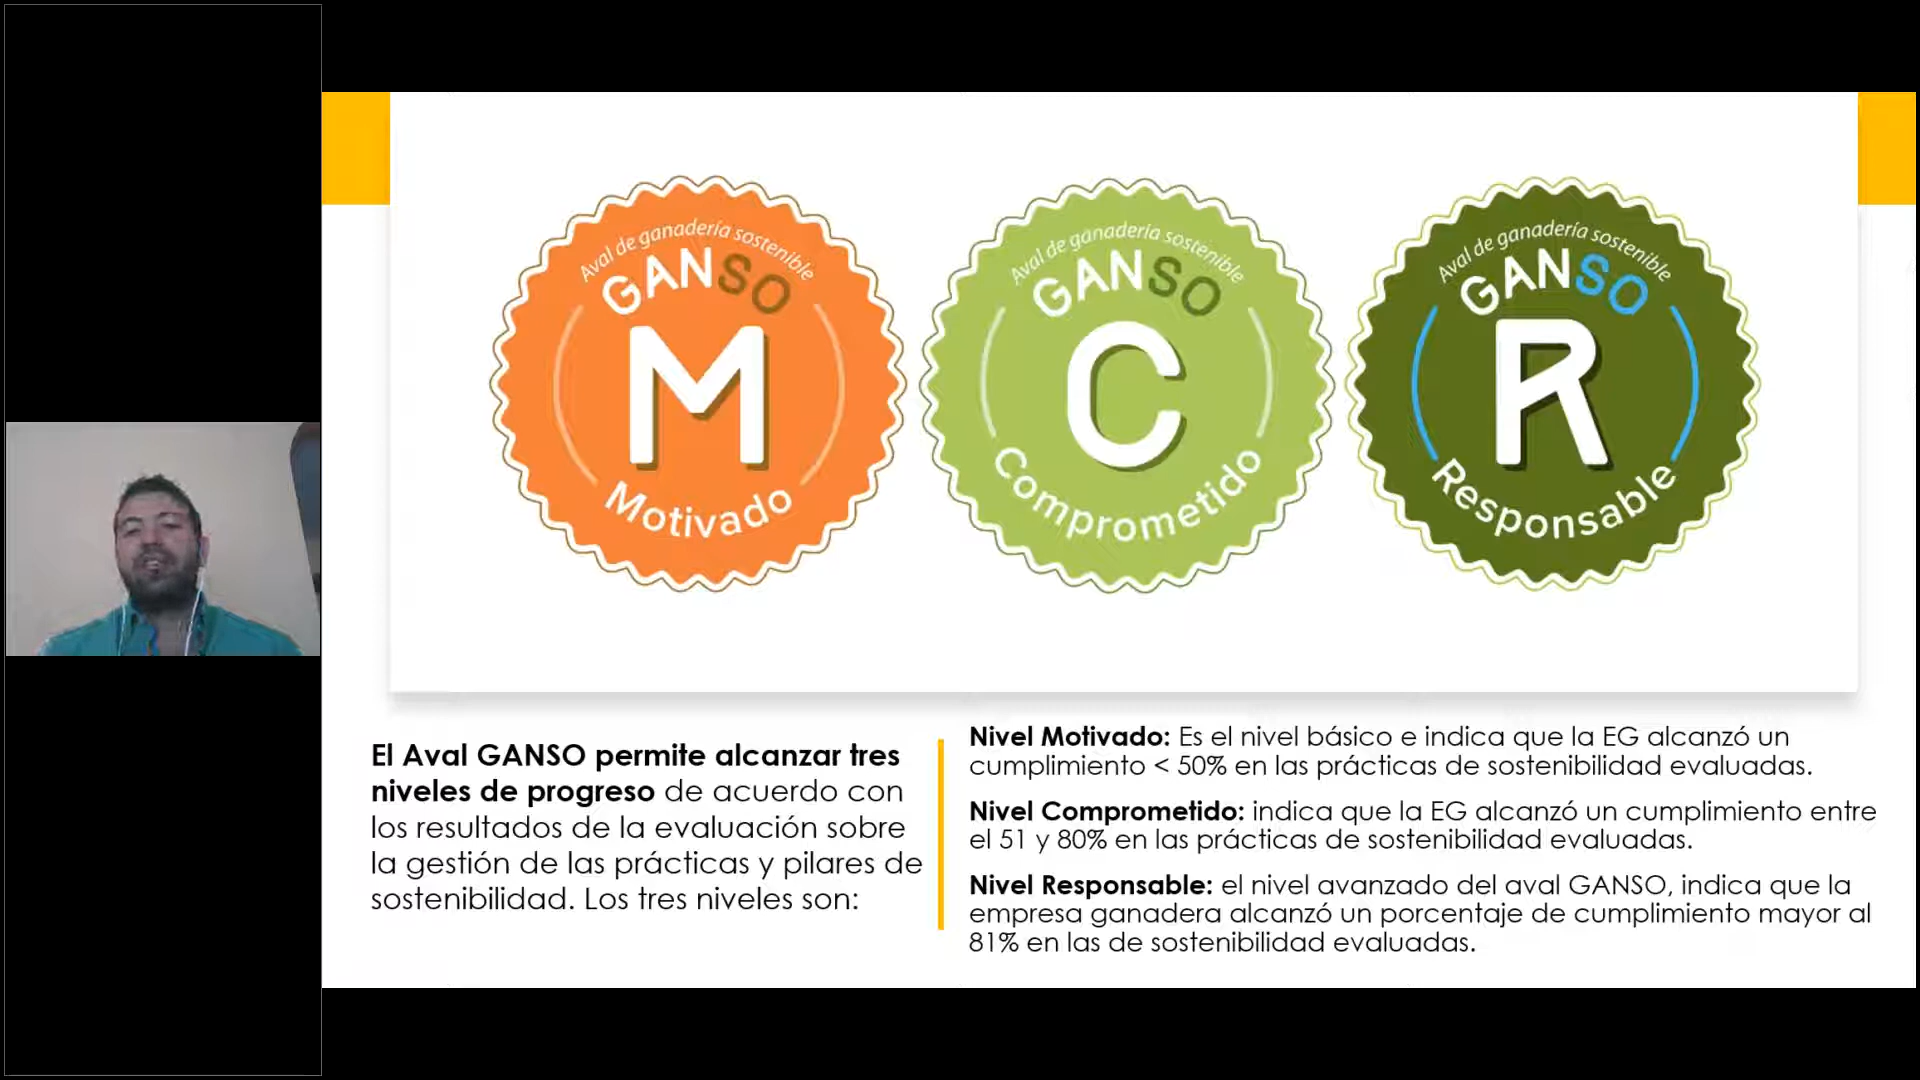 Aval de ganadería sostenible
GANSO
M
Motivado
Aval de ganadería sostenible
GANSO
C
Comprometido
Aval de ganadería sostenible
GANSO
R
Responsable
El Aval GANSO permite alcanzar tres
niveles de progreso de acuerdo con
los resultados de la evaluación sobre
la gestión de las prácticas y pilares de
sostenibilidad. Los tres niveles son:
Nivel Motivado: Es el nivel básico e indica que la EG alcanzó un
cumplimiento < 50% en las prácticas de sostenibilidad evaluadas.
Nivel Comprometido: indica que la EG alcanzó un cumplimiento entre
el 51 y 80% en las prácticas de sostenibilidad evaluadas.
Nivel Responsable: el nivel avanzado del aval GANSO, indica que la
empresa ganadera alcanzó un porcentaje de cumplimiento mayor al
81% en las de sostenibilidad evaluadas.